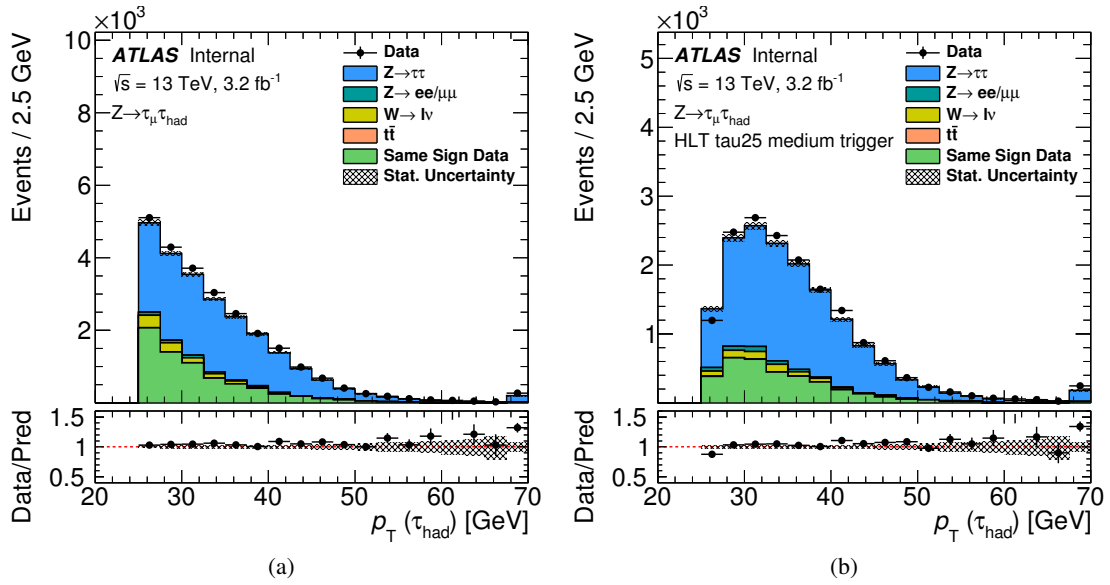 ×10³
Events / 2.5 GeV
10
8
6
4
2
ATLAS Internal
√s = 13 TeV, 3.2 fb⁻¹
Z→τμτhad
Data
Z→ττ
Z→ ee/μμ
W→ lν
tt̄
Same Sign Data
Stat. Uncertainty
Data/Pred
1.5
1
0.5
20 30 40 50 60 70
pT (τhad) [GeV]
(a)
×10³
Events / 2.5 GeV
5
4
3
2
1
ATLAS Internal
√s = 13 TeV, 3.2 fb⁻¹
Z→τμτhad
HLT tau25 medium trigger
Data
Z→ττ
Z→ ee/μμ
W→ lν
tt̄
Same Sign Data
Stat. Uncertainty
Data/Pred
1.5
1
0.5
20 30 40 50 60 70
pT (τhad) [GeV]
(b)